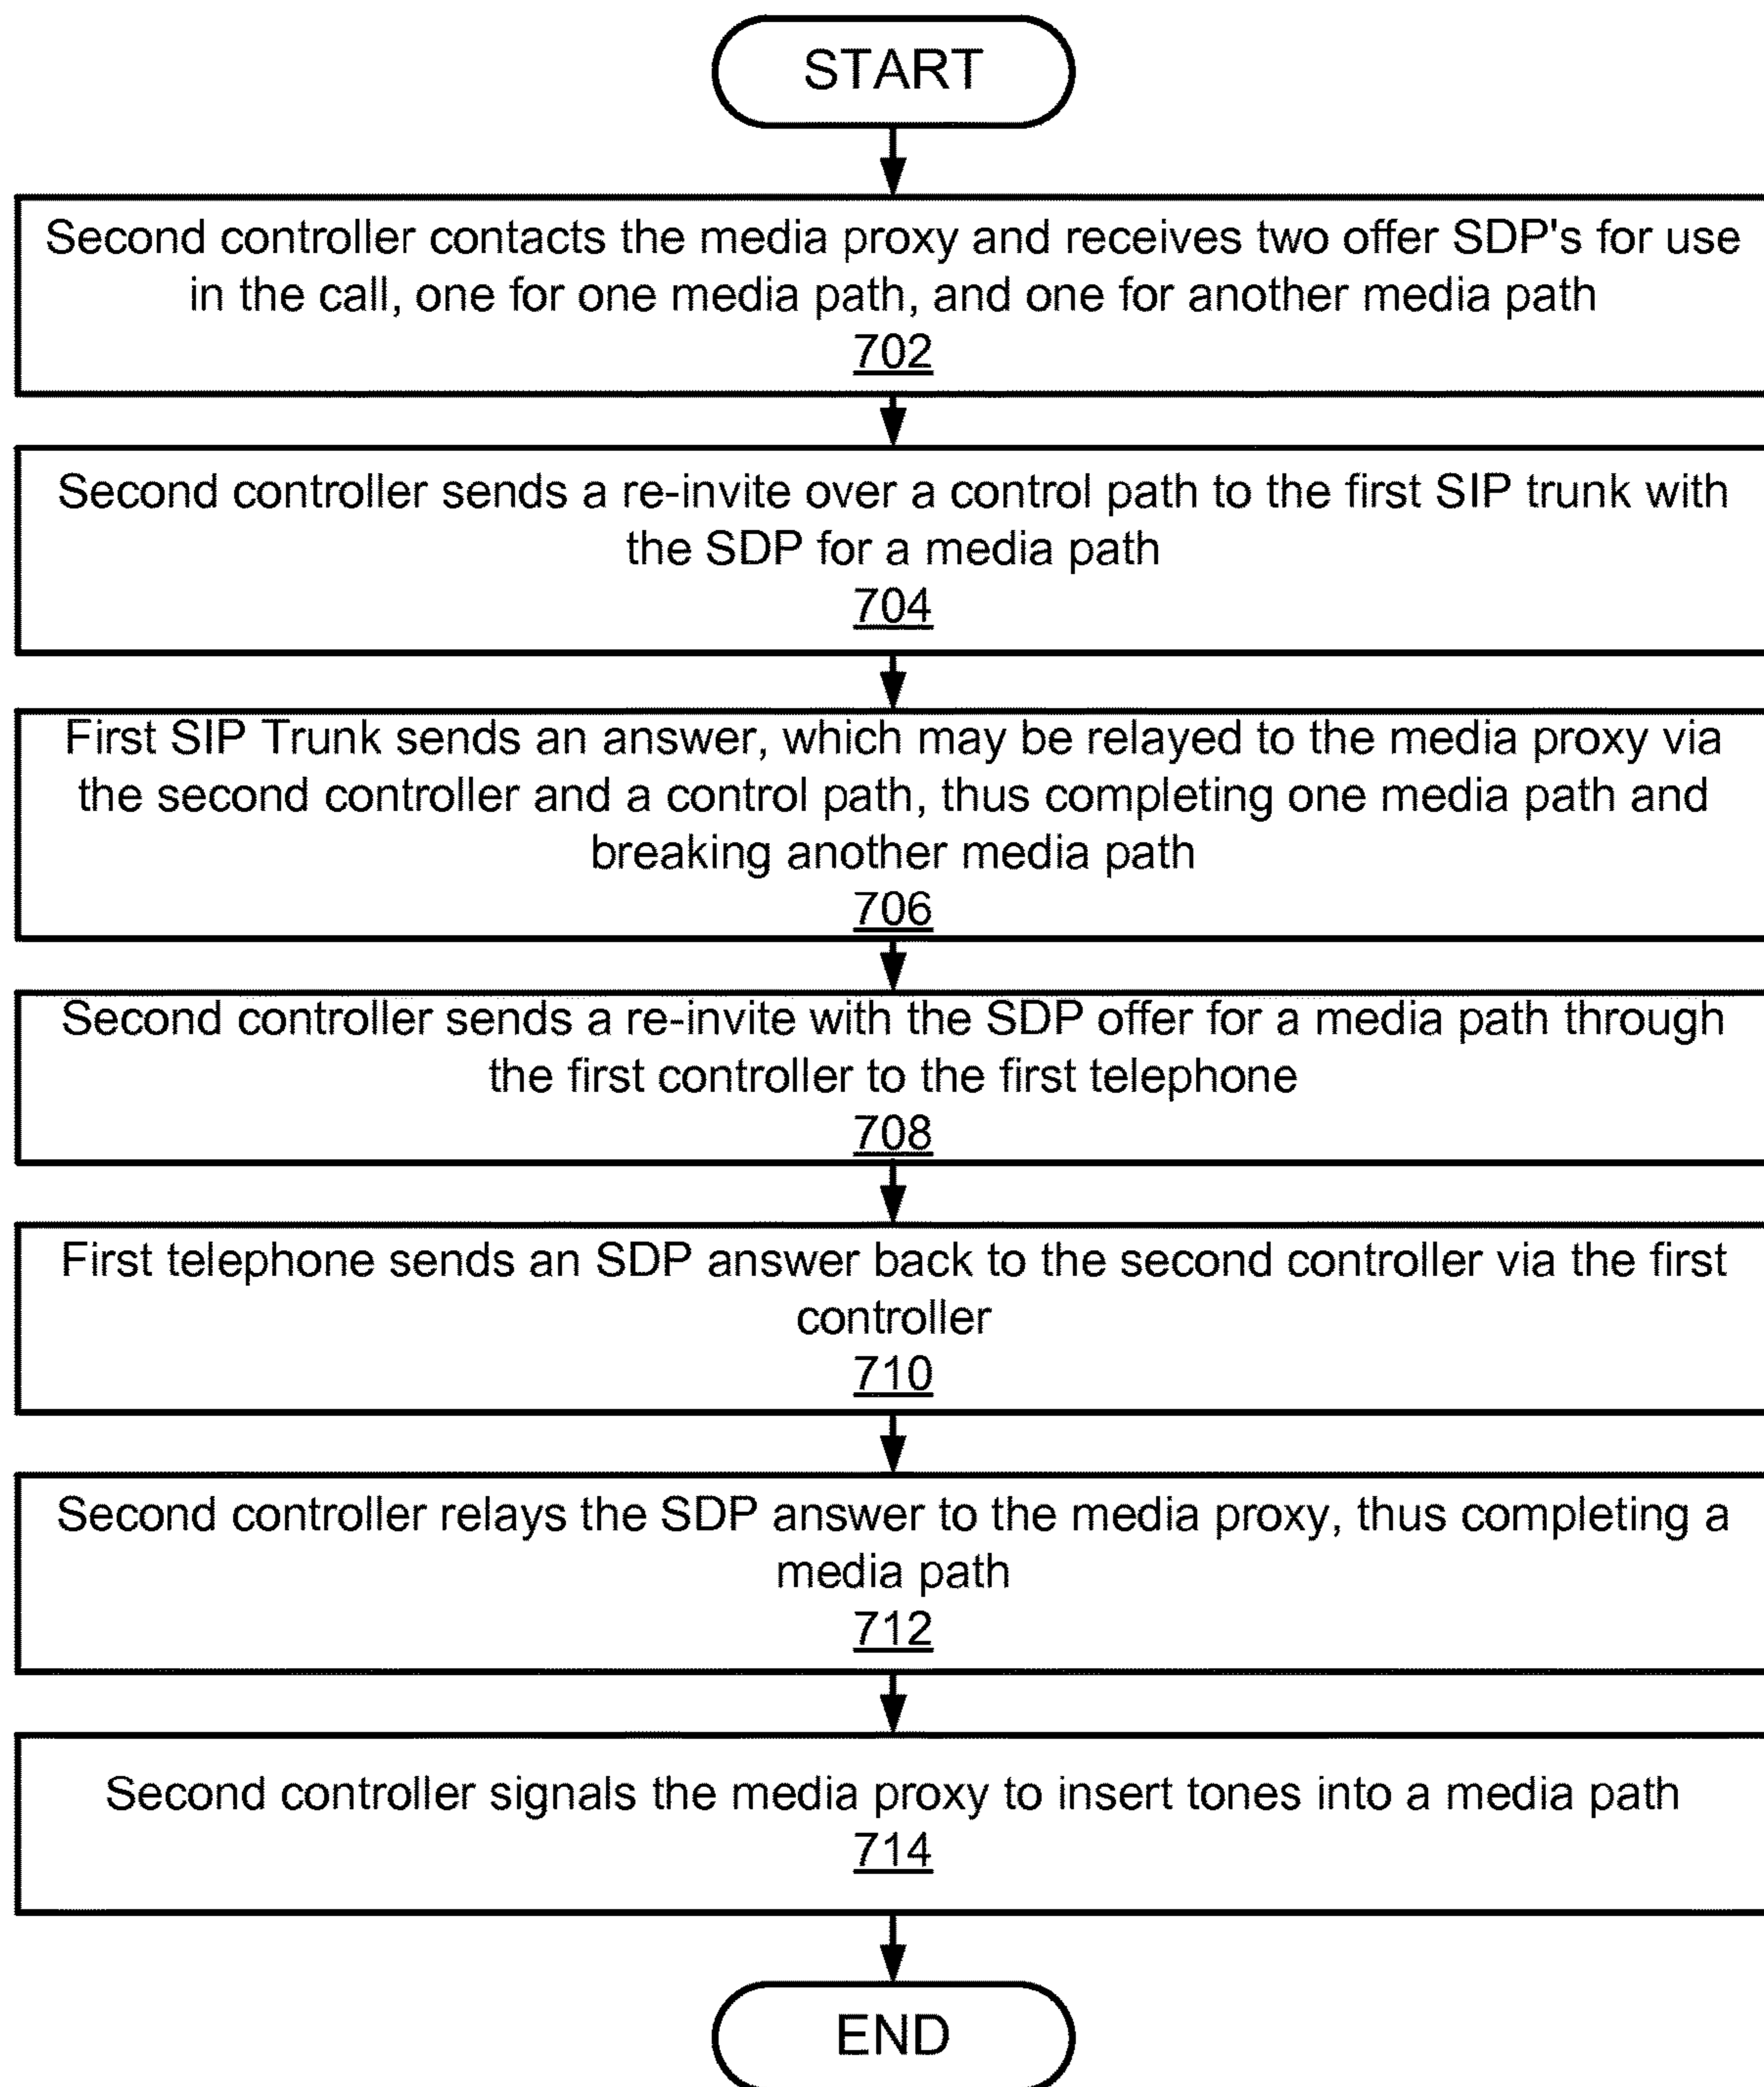 START
Second controller contacts the media proxy and receives two offer SDP's for use
in the call, one for one media path, and one for another media path
702
Second controller sends a re-invite over a control path to the first SIP trunk with
the SDP for a media path
704
First SIP Trunk sends an answer, which may be relayed to the media proxy via
the second controller and a control path, thus completing one media path and
breaking another media path
706
Second controller sends a re-invite with the SDP offer for a media path through
the first controller to the first telephone
708
First telephone sends an SDP answer back to the second controller via the first
controller
710
Second controller relays the SDP answer to the media proxy, thus completing a
media path
712
Second controller signals the media proxy to insert tones into a media path
714
END